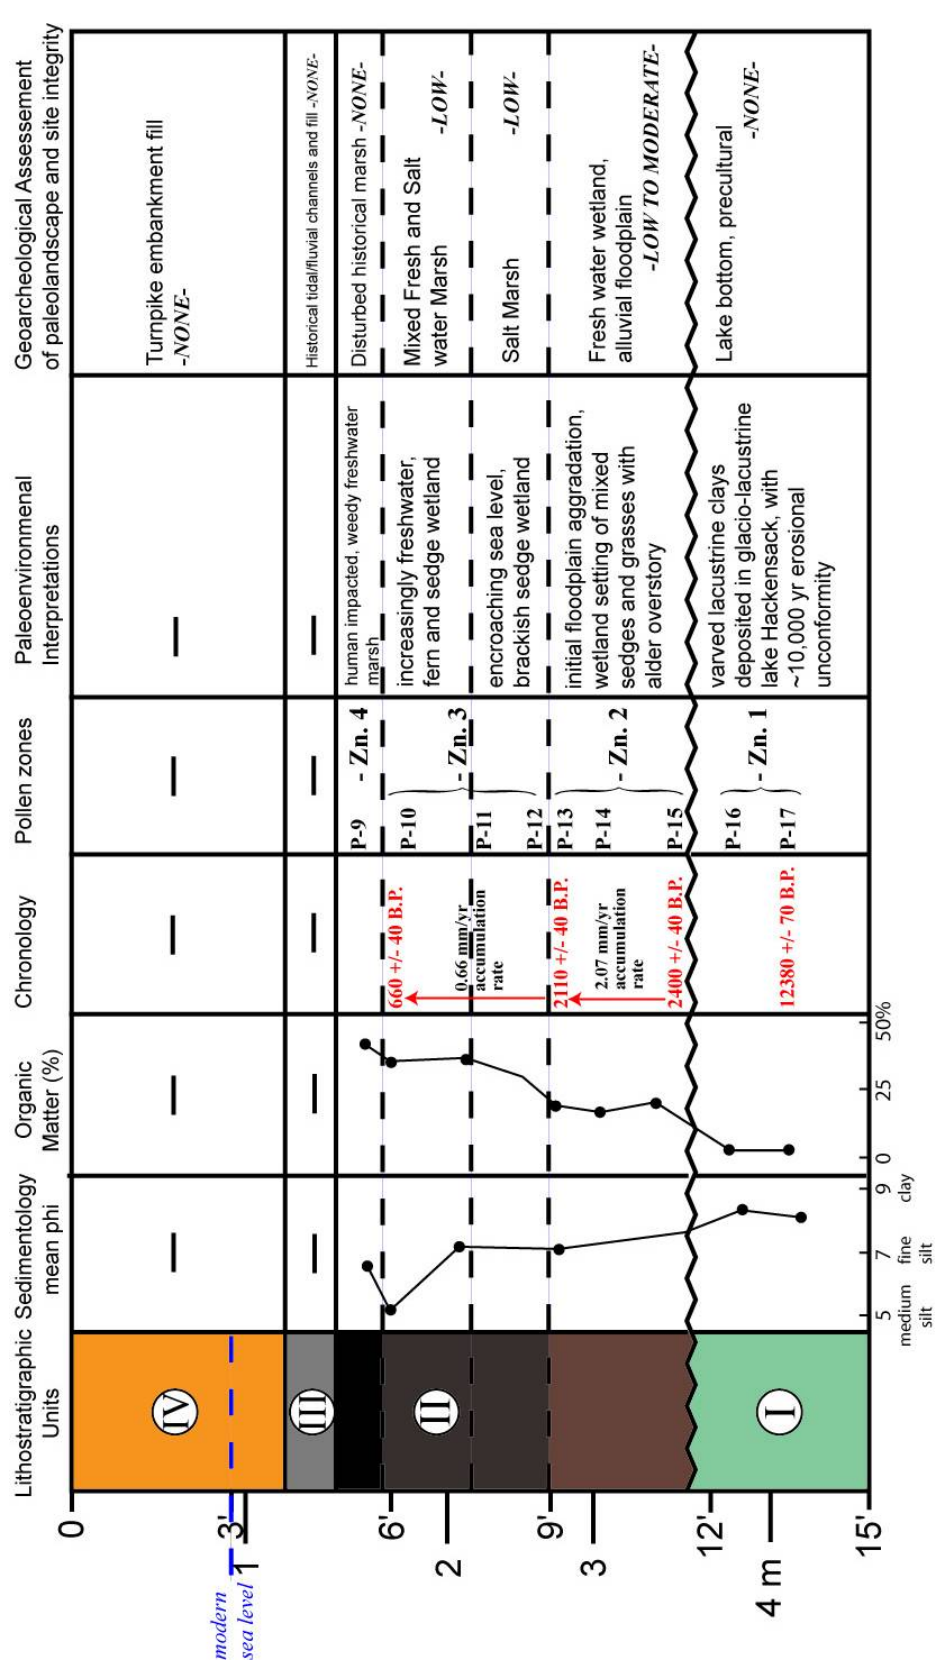 Lithostratigraphic
Units
Sedimentology
mean phi
Organic
Matter (%)
Chronology
Pollen zones
Paleoenvironmenal
Interpretations
Geoarcheological Assessement
of paleolandscape and site integrity
0
3'
1
modern
sea level
6'
2
9'
3
12'
4 m
15'
IV
Turnpike embankment fill
-NONE-
III
Historical tidal/fluvial channels and fill -NONE-
II
P-9
- Zn. 4
human impacted, weedy freshwater
marsh
Disturbed historical marsh -NONE-
660 +/- 40 B.P.
0.66 mm/yr
accumulation
rate
P-10
- Zn. 3
P-11
P-12
increasingly freshwater,
fern and sedge wetland
Mixed Fresh and Salt
water Marsh
-LOW-
encroaching sea level,
brackish sedge wetland
Salt Marsh
-LOW-
2110 +/- 40 B.P.
2.07 mm/yr
accumulation
rate
2400 +/- 40 B.P.
P-13
P-14
- Zn. 2
P-15
initial floodplain aggradation,
wetland setting of mixed
sedges and grasses with
alder overstory
Fresh water wetland,
alluvial floodplain
-LOW TO MODERATE-
I
12380 +/- 70 B.P.
P-16
- Zn. 1
P-17
varved lacustrine clays
deposited in glacio-lacustrine
lake Hackensack, with
~10,000 yr erosional
unconformity
Lake bottom, precultural
-NONE-
5
7
9
medium
silt
fine
silt
clay
0
25
50%